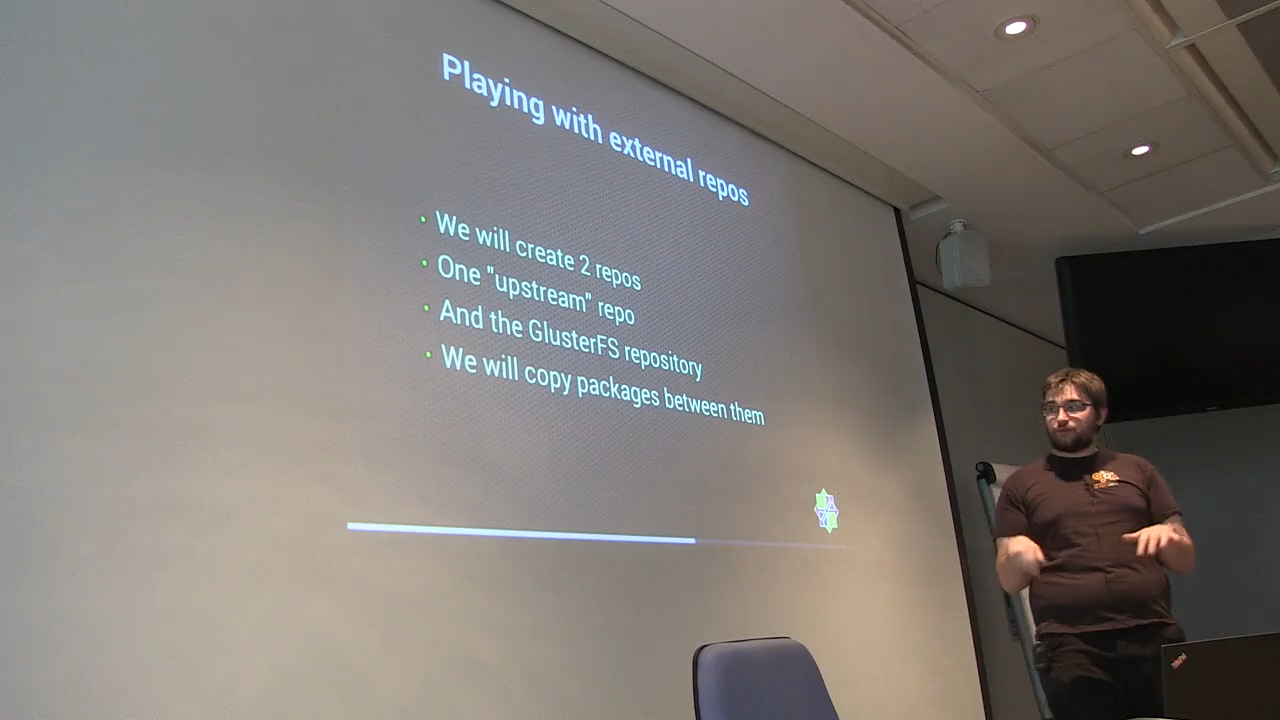 Playing with external repos
We will create 2 repos
One "upstream" repo
And the GlusterFS repository
We will copy packages between them
ThinkPad